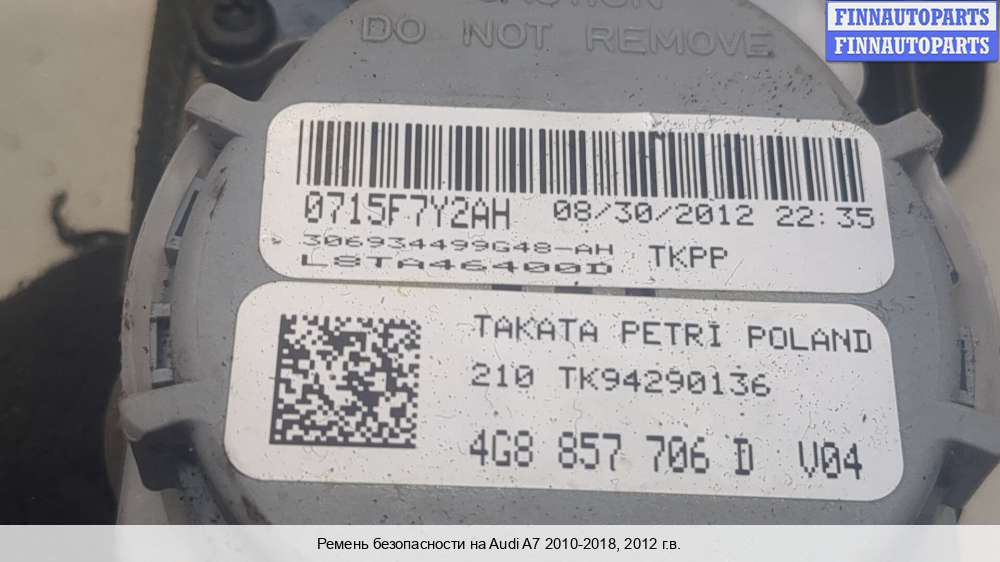 FINNAUTOPARTS
FINNAUTOPARTS
CAUTION
DO NOT REMOVE
0715F7Y2AH 08/30/2012 22:35
306934499G48-AH TKPP
L8TA46400D
TAKATA PETRI POLAND
210 TK94290136
4G8 857 706 D V04
Ремень безопасности на Audi A7 2010-2018, 2012 г.в.